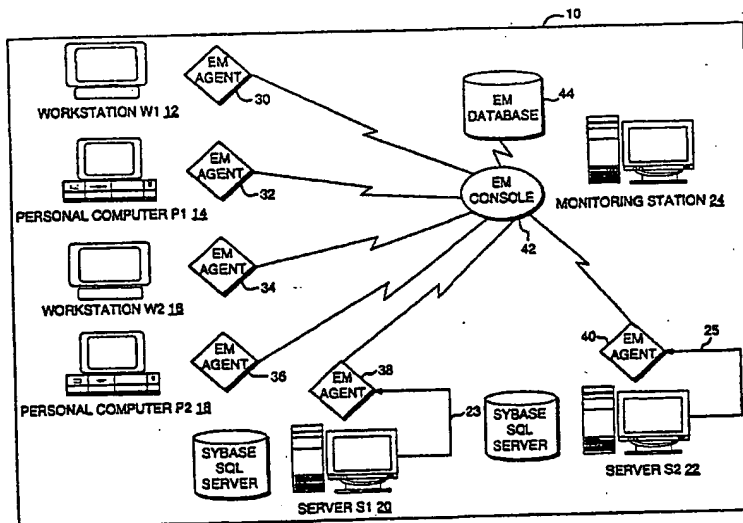 10
EM
AGENT
30
WORKSTATION W1 12
EM
DATABASE
44
EM
AGENT
32
PERSONAL COMPUTER P1 14
EM
CONSOLE
42
MONITORING STATION 24
EM
AGENT
34
WORKSTATION W2 16
EM
AGENT
36
PERSONAL COMPUTER P2 18
EM
AGENT
38
23
EM
AGENT
40
25
SYBASE
SQL
SERVER
SERVER S1 20
SYBASE
SQL
SERVER
SERVER S2 22